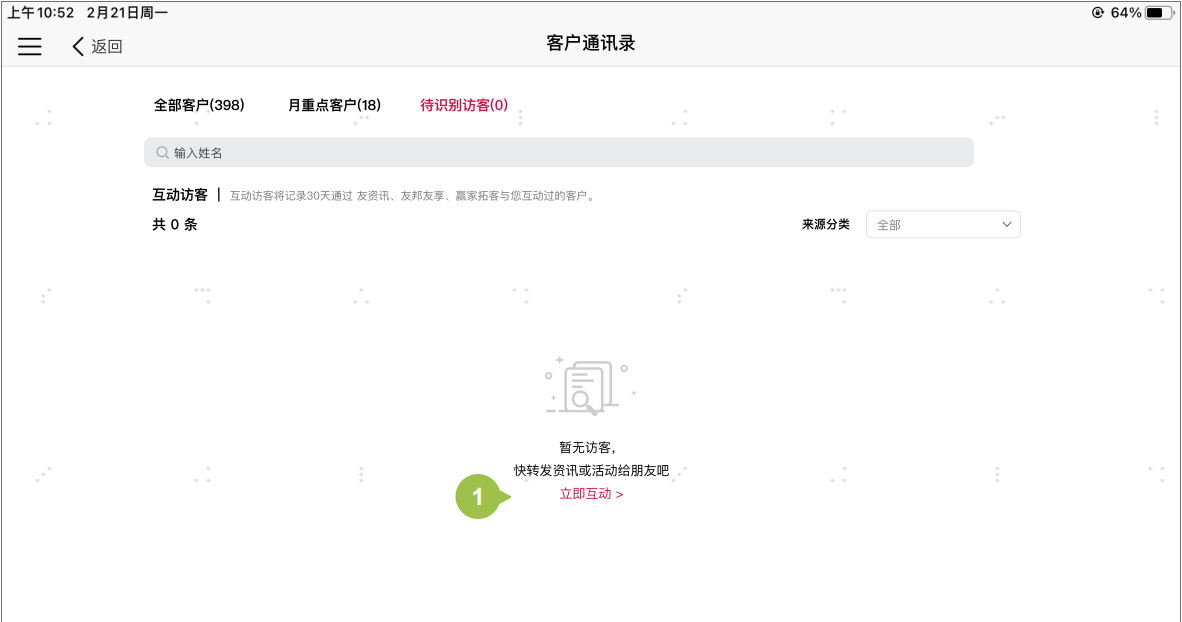 上午10:52 2月21日周一 64%
返回 客户通讯录
全部客户(398) 月重点客户(18) 待识别访客(0)
输入姓名
互动访客 | 互动访客将记录30天通过 友资讯、友邦友享、赢家拓客与您互动过的客户。
共 0 条 来源分类 全部
暂无访客，
快转发资讯或活动给朋友吧
1 立即互动 >